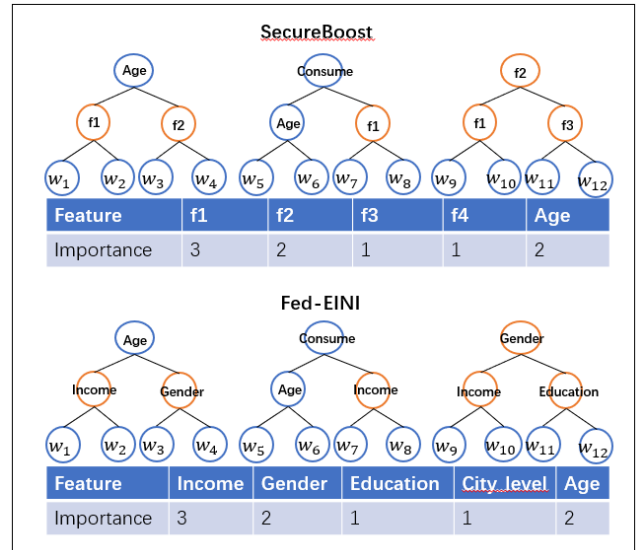 SecureBoost
Age Consume f2
f1 f2 Age f1 f1 f3
w1 w2 w3 w4 w5 w6 w7 w8 w9 w10 w11 w12
Feature f1 f2 f3 f4 Age
Importance 3 2 1 1 2
Fed-EINI
Age Consume Gender
Income Gender Age Income Income Education
w1 w2 w3 w4 w5 w6 w7 w8 w9 w10 w11 w12
Feature Income Gender Education City level Age
Importance 3 2 1 1 2